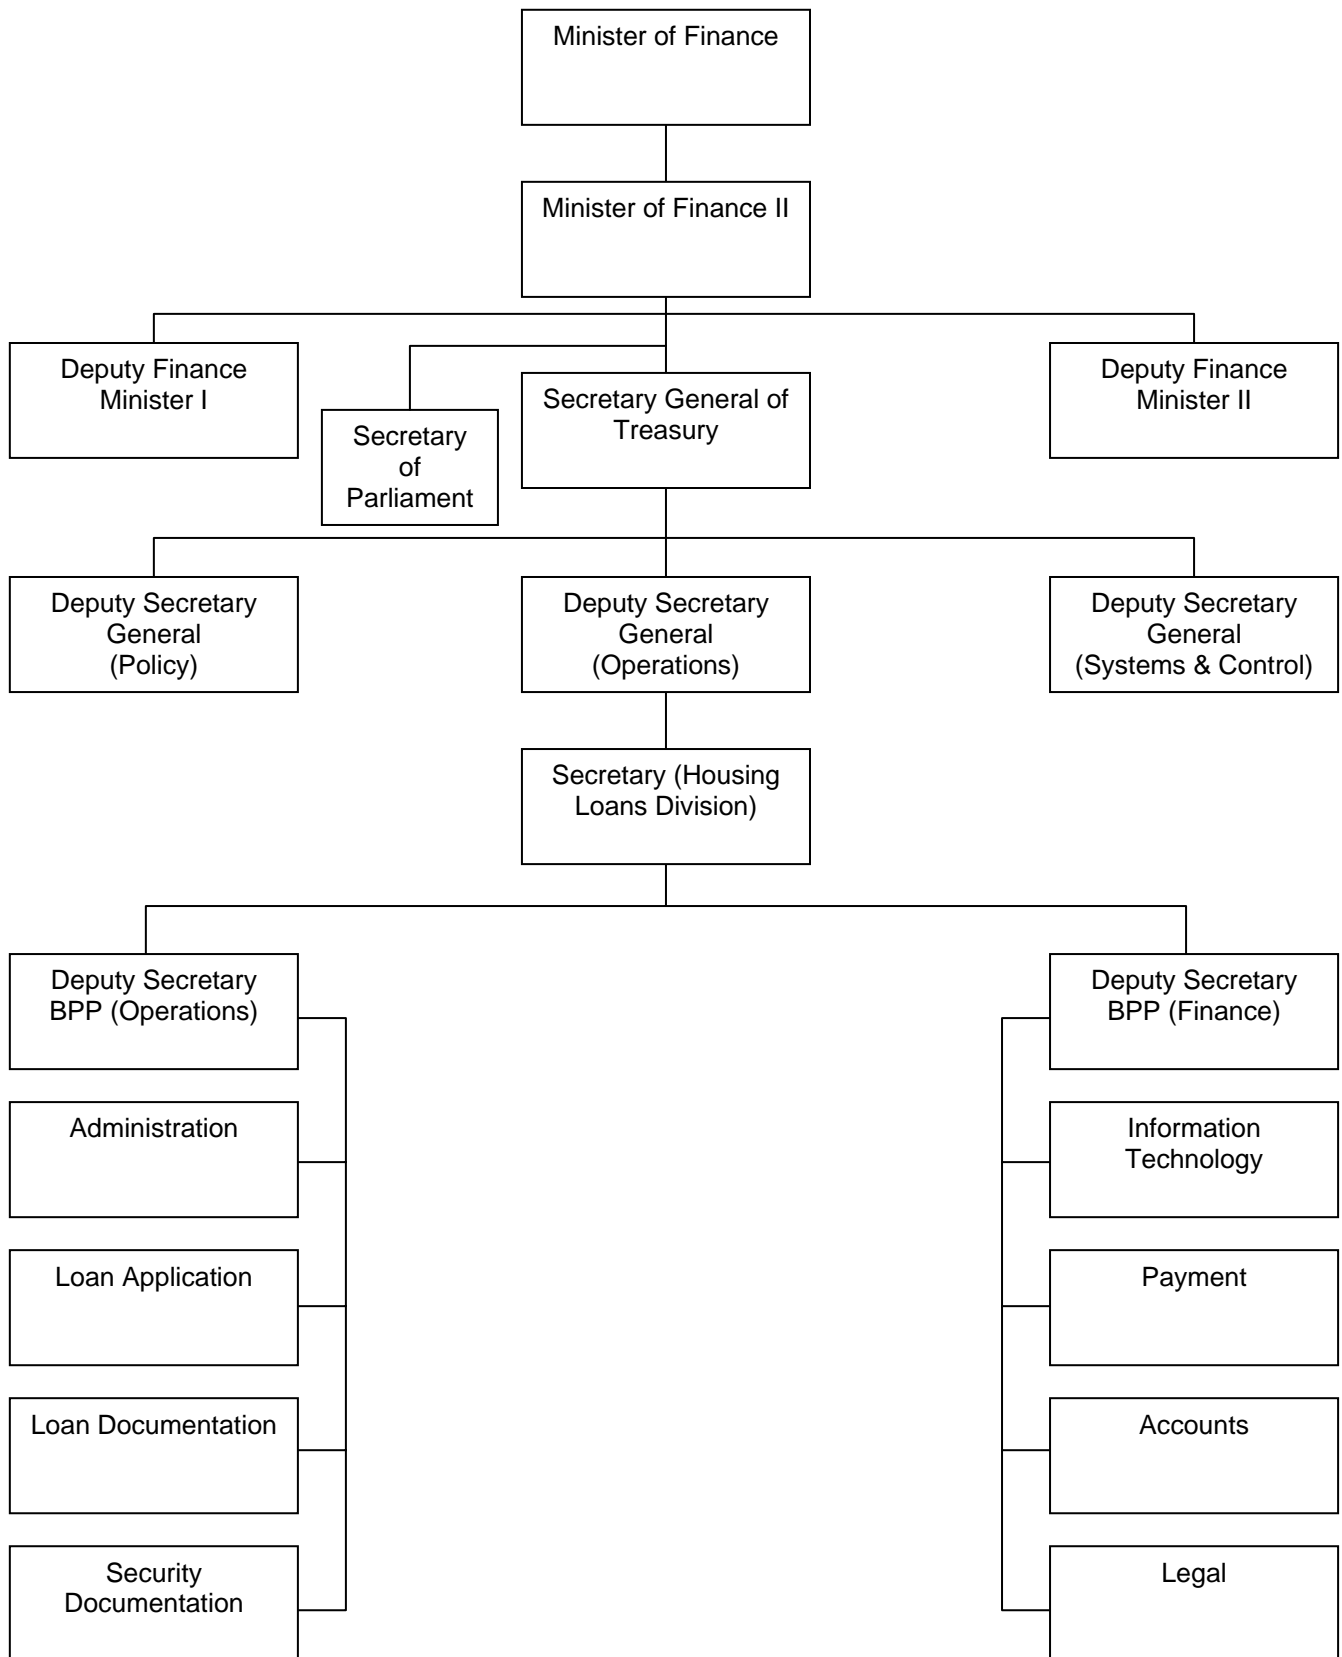 Minister of Finance
Minister of Finance II
Deputy Finance
Minister I
Secretary
of
Parliament
Secretary General of
Treasury
Deputy Finance
Minister II
Deputy Secretary
General
(Policy)
Deputy Secretary
General
(Operations)
Deputy Secretary
General
(Systems & Control)
Secretary (Housing
Loans Division)
Deputy Secretary
BPP (Operations)
Deputy Secretary
BPP (Finance)
Administration
Information
Technology
Loan Application
Payment
Loan Documentation
Accounts
Security
Documentation
Legal